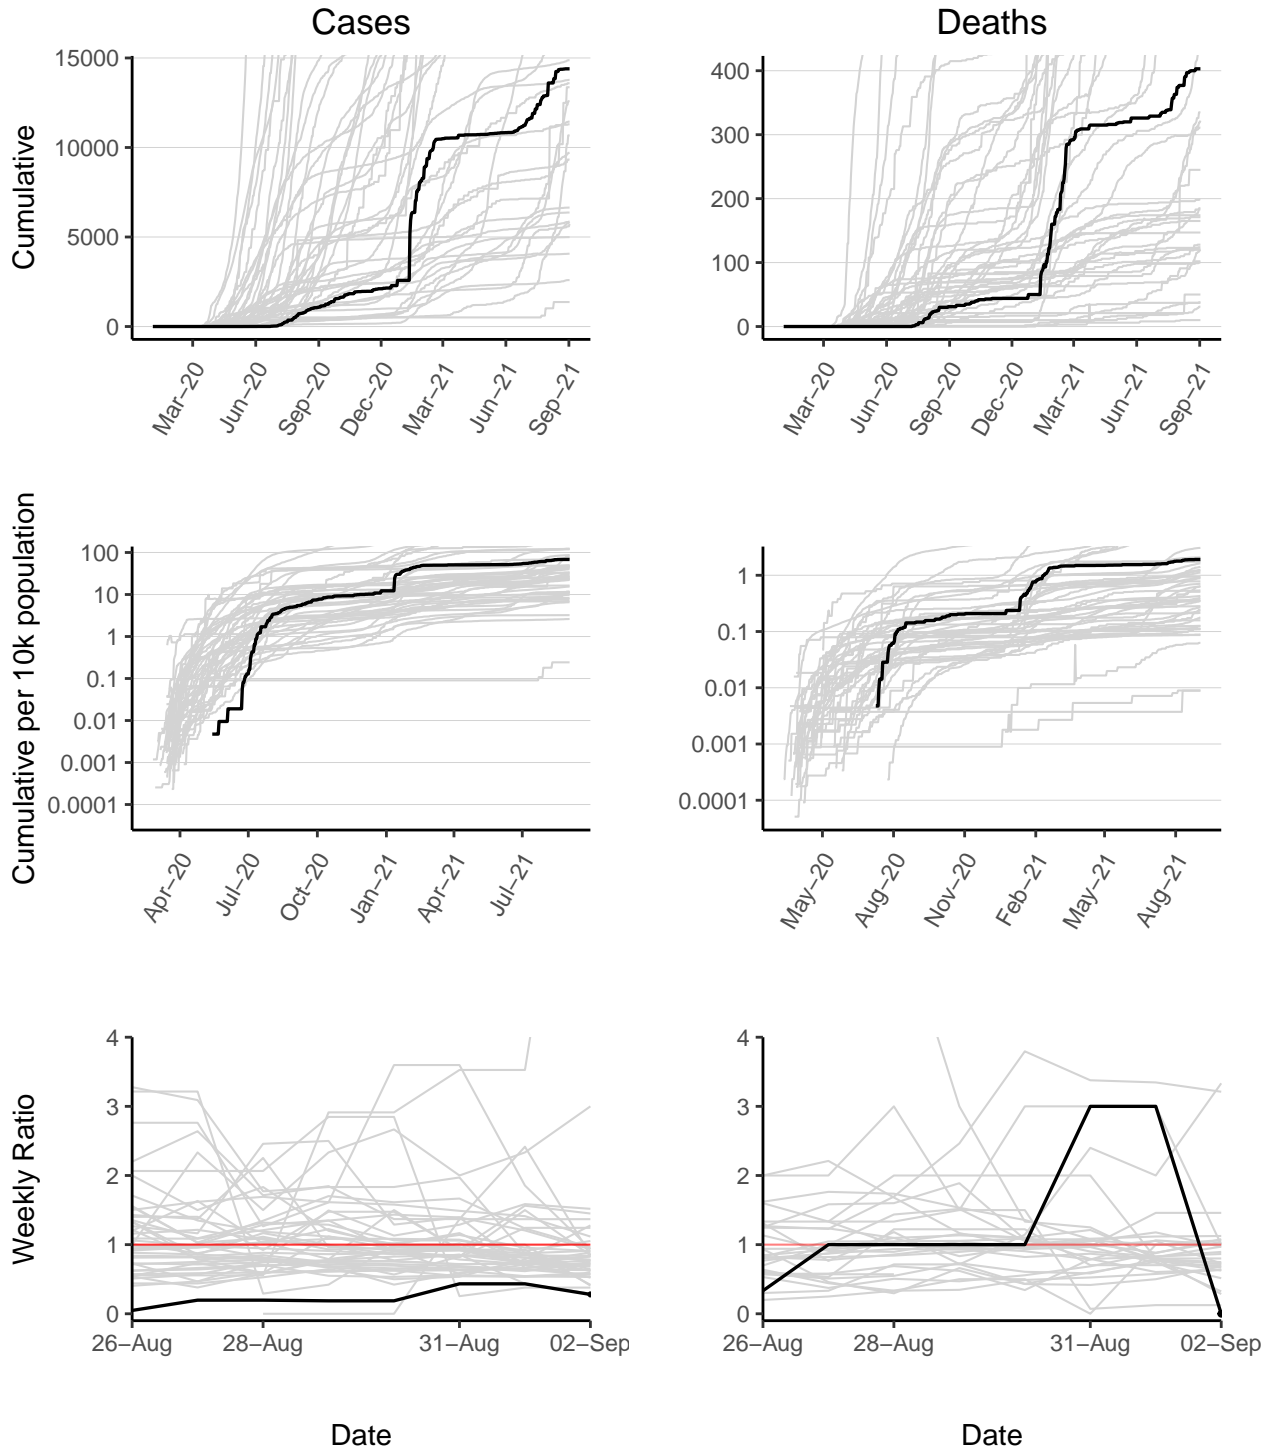 Cases
Deaths
Cumulative
15000
10000
5000
0
Mar−20
Jun−20
Sep−20
Dec−20
Mar−21
Jun−21
Sep−21
400
300
200
100
0
Mar−20
Jun−20
Sep−20
Dec−20
Mar−21
Jun−21
Sep−21
Cumulative per 10k population
100
10
1
0.1
0.01
0.001
0.0001
Apr−20
Jul−20
Oct−20
Jan−21
Apr−21
Jul−21
1
0.1
0.01
0.001
0.0001
May−20
Aug−20
Nov−20
Feb−21
May−21
Aug−21
Weekly Ratio
4
3
2
1
0
26−Aug
28−Aug
31−Aug
02−Sep
4
3
2
1
0
26−Aug
28−Aug
31−Aug
02−Sep
Date
Date